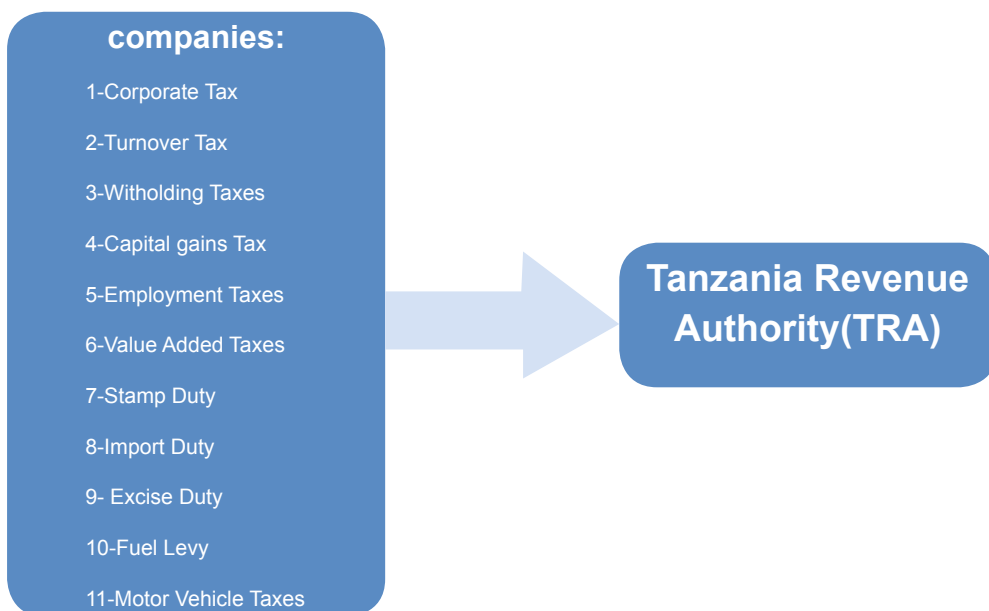 companies:
1-Corporate Tax
2-Turnover Tax
3-Witholding Taxes
4-Capital gains Tax
5-Employment Taxes
6-Value Added Taxes
7-Stamp Duty
8-Import Duty
9- Excise Duty
10-Fuel Levy
11-Motor Vehicle Taxes
Tanzania Revenue
Authority(TRA)